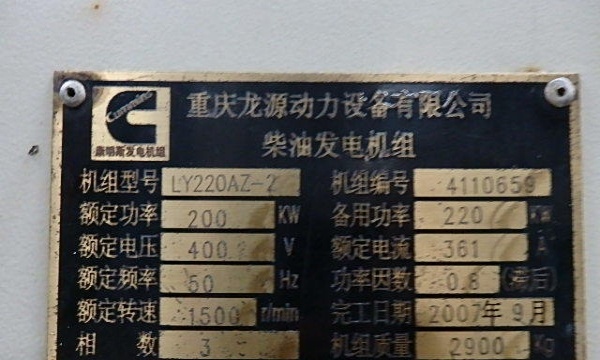 Cummins
康明斯发电机组
重庆龙源动力设备有限公司
柴油发电机组
机组型号 LY220AZ-2 机组编号 4110659
额定功率 200 KW 备用功率 220 Kw
额定电压 400 V 额定电流 361 A
额定频率 50 Hz 功率因数 0.8 (滞后)
额定转速 1500 r/min 完工日期 2007年9月
相数 3 机组质量 2900 Kg